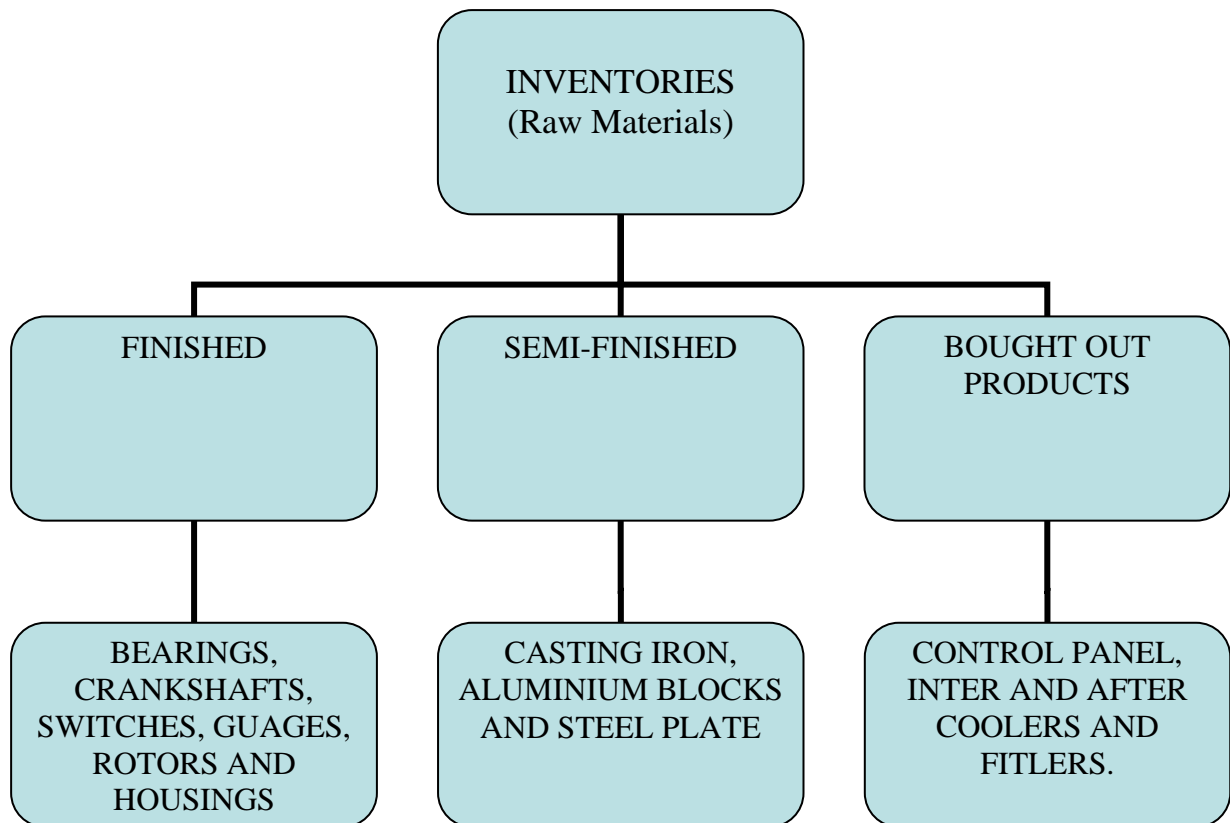 INVENTORIES
(Raw Materials)
FINISHED
SEMI-FINISHED
BOUGHT OUT
PRODUCTS
BEARINGS,
CRANKSHAFTS,
SWITCHES, GUAGES,
ROTORS AND
HOUSINGS
CASTING IRON,
ALUMINIUM BLOCKS
AND STEEL PLATE
CONTROL PANEL,
INTER AND AFTER
COOLERS AND
FITLERS.